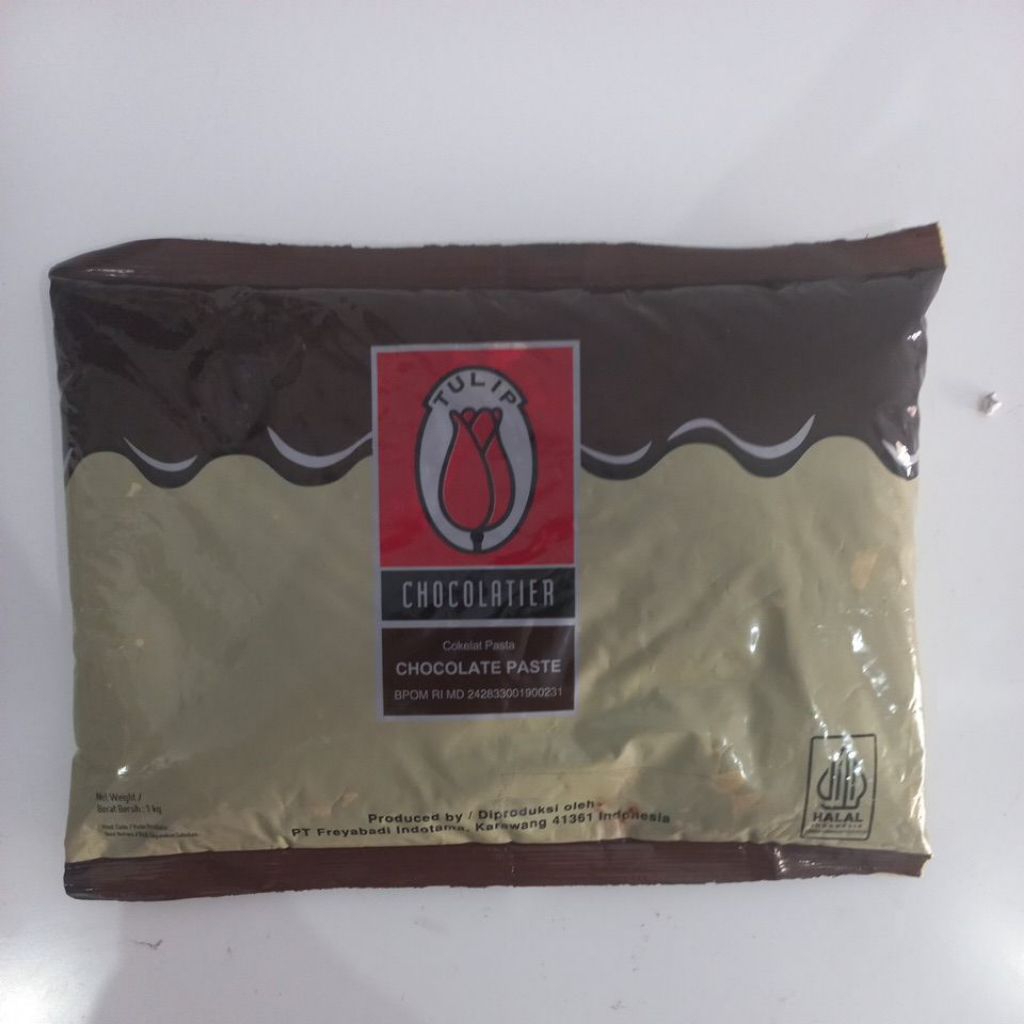 TULIP
CHOCOLATIER
Cokelat Pasta
CHOCOLATE PASTE
BPOM RI MD 242833001900231
Net Weight /
Berat Bersih : 1 kg
Produced by / Diproduksi oleh
PT Freyabadi Indotama, Karawang 41361 Indonesia
HALAL
INDONESIA